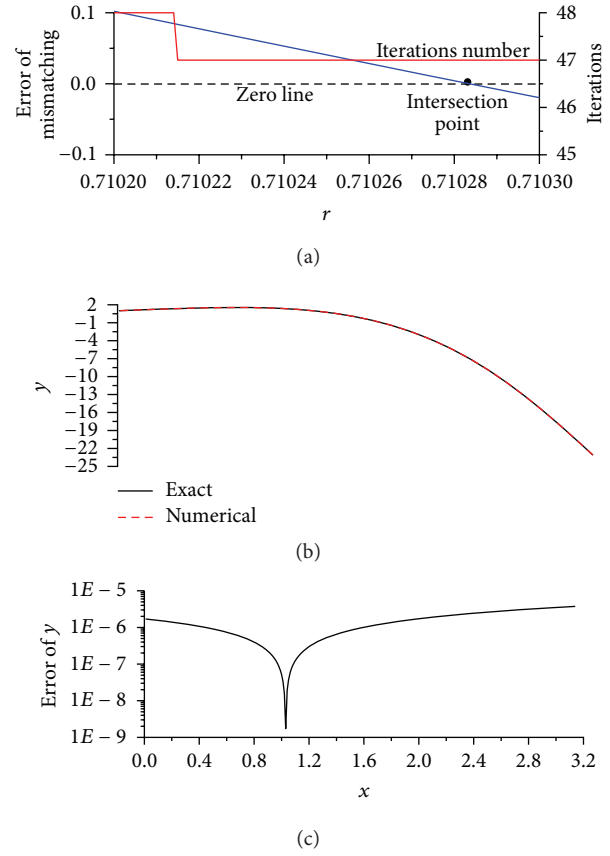 0.1
0.0
−0.1
Error of
mismatching
48
47
46
45
Iterations
Iterations number
Zero line
Intersection
point
0.71020 0.71022 0.71024 0.71026 0.71028 0.71030
r
(a)
2
−1
−4
−7
−10
−13
−16
−19
−22
−25
y
Exact
Numerical
(b)
1E − 5
1E − 6
1E − 7
1E − 8
1E − 9
Error of y
0.0 0.4 0.8 1.2 1.6 2.0 2.4 2.8 3.2
x
(c)